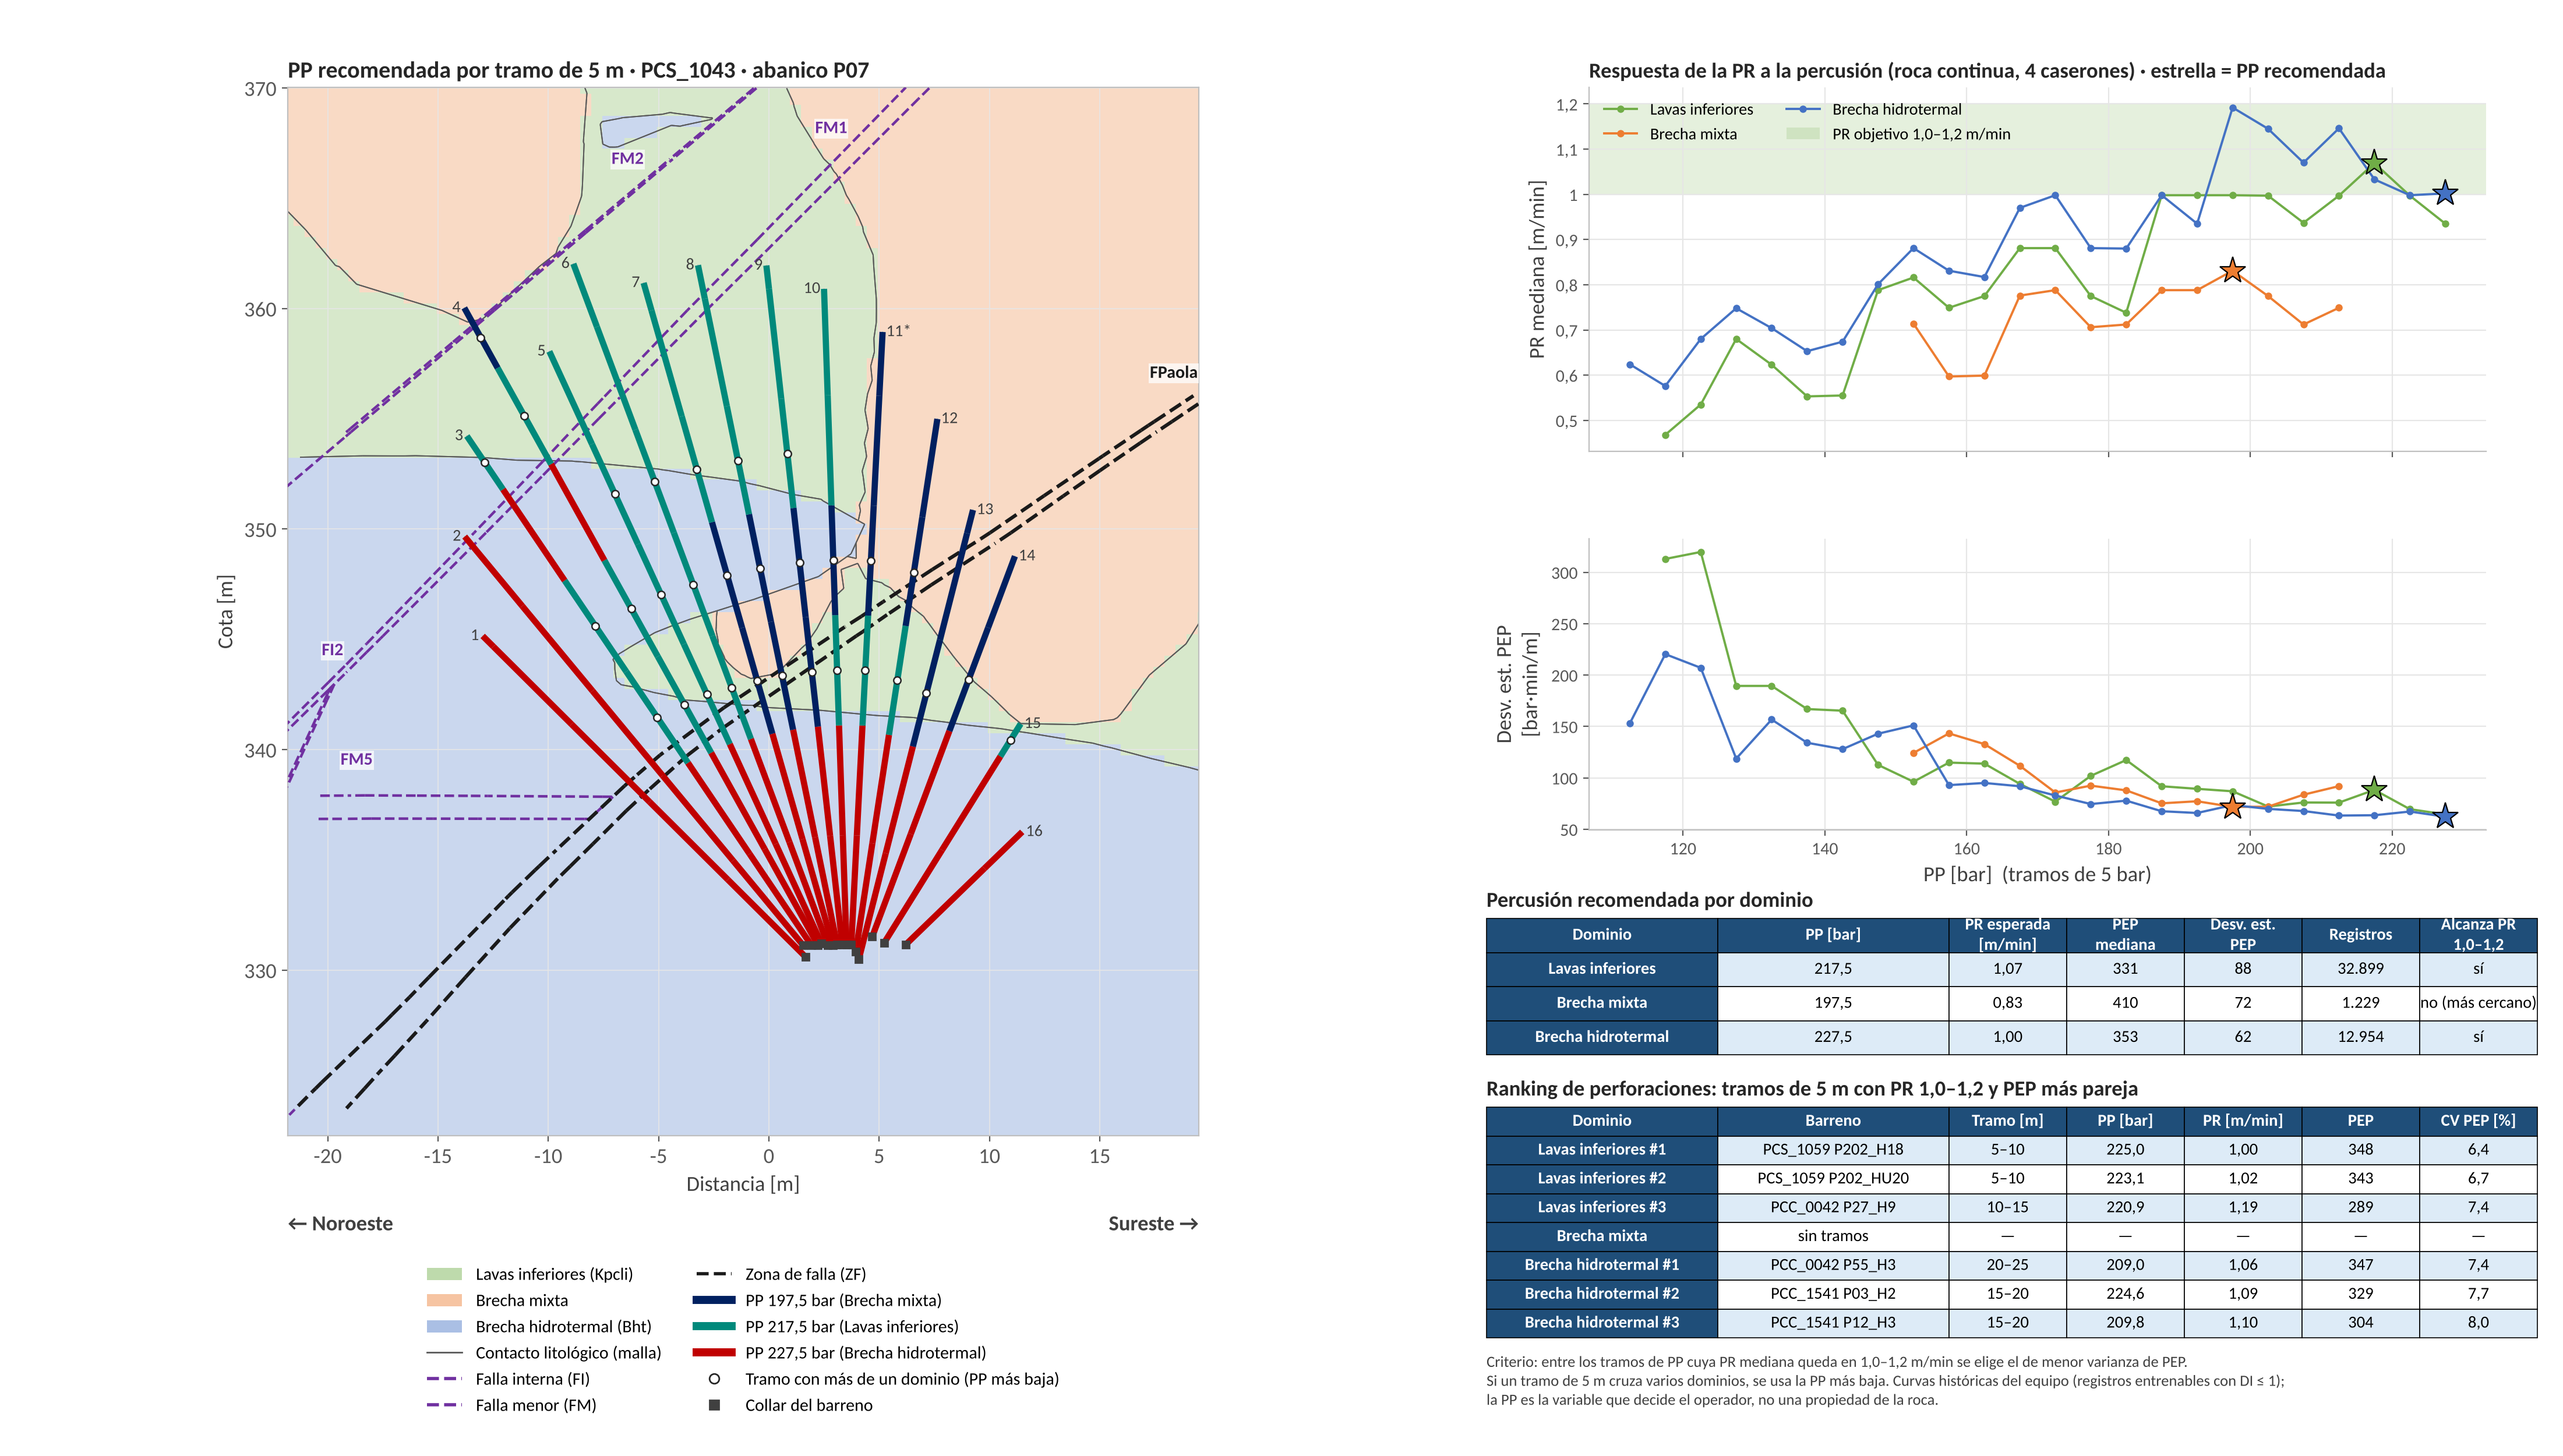 PP recomendada por tramo de 5 m · PCS_1043 · abanico P07
370
360
350
340
330
Cota [m]
FM2
FM1
FPaola
FI2
FM5
1
2
3
4
5
6
7
8
9
10
11*
12
13
14
15
16
-20
-15
-10
-5
0
5
10
15
Distancia [m]
← Noroeste
Sureste →
Lavas inferiores (Kpcli)
Brecha mixta
Brecha hidrotermal (Bht)
Contacto litológico (malla)
Falla interna (FI)
Falla menor (FM)
Zona de falla (ZF)
PP 197,5 bar (Brecha mixta)
PP 217,5 bar (Lavas inferiores)
PP 227,5 bar (Brecha hidrotermal)
Tramo con más de un dominio (PP más baja)
Collar del barreno
Respuesta de la PR a la percusión (roca continua, 4 caserones) · estrella = PP recomendada
Lavas inferiores
Brecha mixta
Brecha hidrotermal
PR objetivo 1,0–1,2 m/min
1,2
1,1
1
0,9
0,8
0,7
0,6
0,5
PR mediana [m/min]
300
250
200
150
100
50
Desv. est. PEP
[bar·min/m]
120
140
160
180
200
220
PP [bar]  (tramos de 5 bar)
Percusión recomendada por dominio
Dominio PP [bar] PR esperada [m/min] PEP mediana Desv. est. PEP Registros Alcanza PR 1,0–1,2
Lavas inferiores 217,5 1,07 331 88 32.899 sí
Brecha mixta 197,5 0,83 410 72 1.229 no (más cercano)
Brecha hidrotermal 227,5 1,00 353 62 12.954 sí
Ranking de perforaciones: tramos de 5 m con PR 1,0–1,2 y PEP más pareja
Dominio Barreno Tramo [m] PP [bar] PR [m/min] PEP CV PEP [%]
Lavas inferiores #1 PCS_1059 P202_H18 5–10 225,0 1,00 348 6,4
Lavas inferiores #2 PCS_1059 P202_HU20 5–10 223,1 1,02 343 6,7
Lavas inferiores #3 PCC_0042 P27_H9 10–15 220,9 1,19 289 7,4
Brecha mixta sin tramos — — — — —
Brecha hidrotermal #1 PCC_0042 P55_H3 20–25 209,0 1,06 347 7,4
Brecha hidrotermal #2 PCC_1541 P03_H2 15–20 224,6 1,09 329 7,7
Brecha hidrotermal #3 PCC_1541 P12_H3 15–20 209,8 1,10 304 8,0
Criterio: entre los tramos de PP cuya PR mediana queda en 1,0–1,2 m/min se elige el de menor varianza de PEP.
Si un tramo de 5 m cruza varios dominios, se usa la PP más baja. Curvas históricas del equipo (registros entrenables con DI ≤ 1);
la PP es la variable que decide el operador, no una propiedad de la roca.